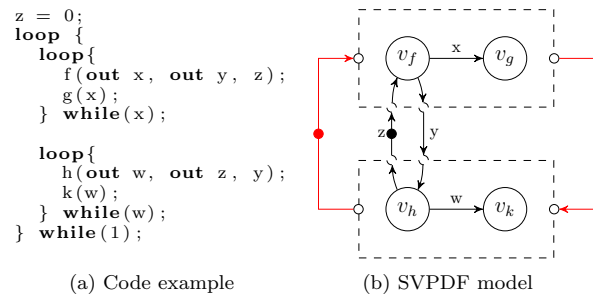 z = 0;
loop {
loop{
f(out x, out y, z);
g(x);
} while(x);
loop{
h(out w, out z, y);
k(w);
} while(w);
} while(1);
(a) Code example
v_f x v_g
z y
v_h w v_k
(b) SVPDF model